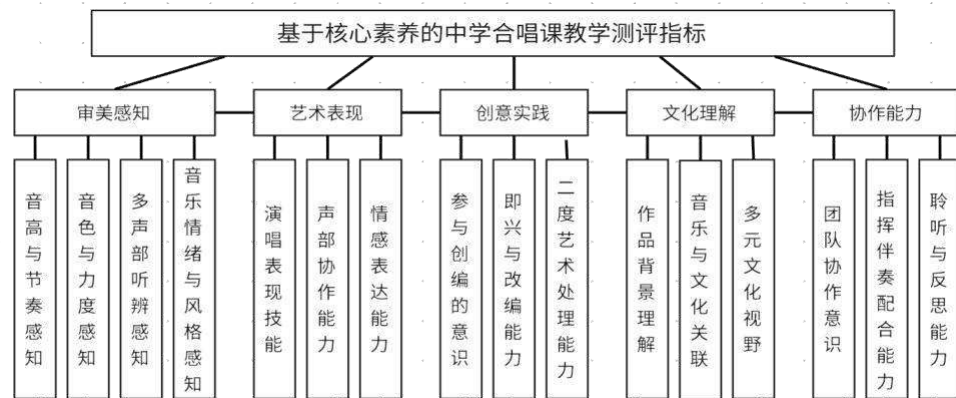 基于核心素养的中学合唱课教学测评指标
审美感知
艺术表现
创意实践
文化理解
协作能力
音高与节奏感知
音色与力度感知
多声部听辨感知
音乐情绪与风格感知
演唱表现技能
声部协作能力
情感表达能力
参与创编的意识
即兴与改编能力
二度艺术处理能力
作品背景理解
音乐与文化关联
多元文化视野
团队协作意识
指挥伴奏配合能力
聆听与反思能力